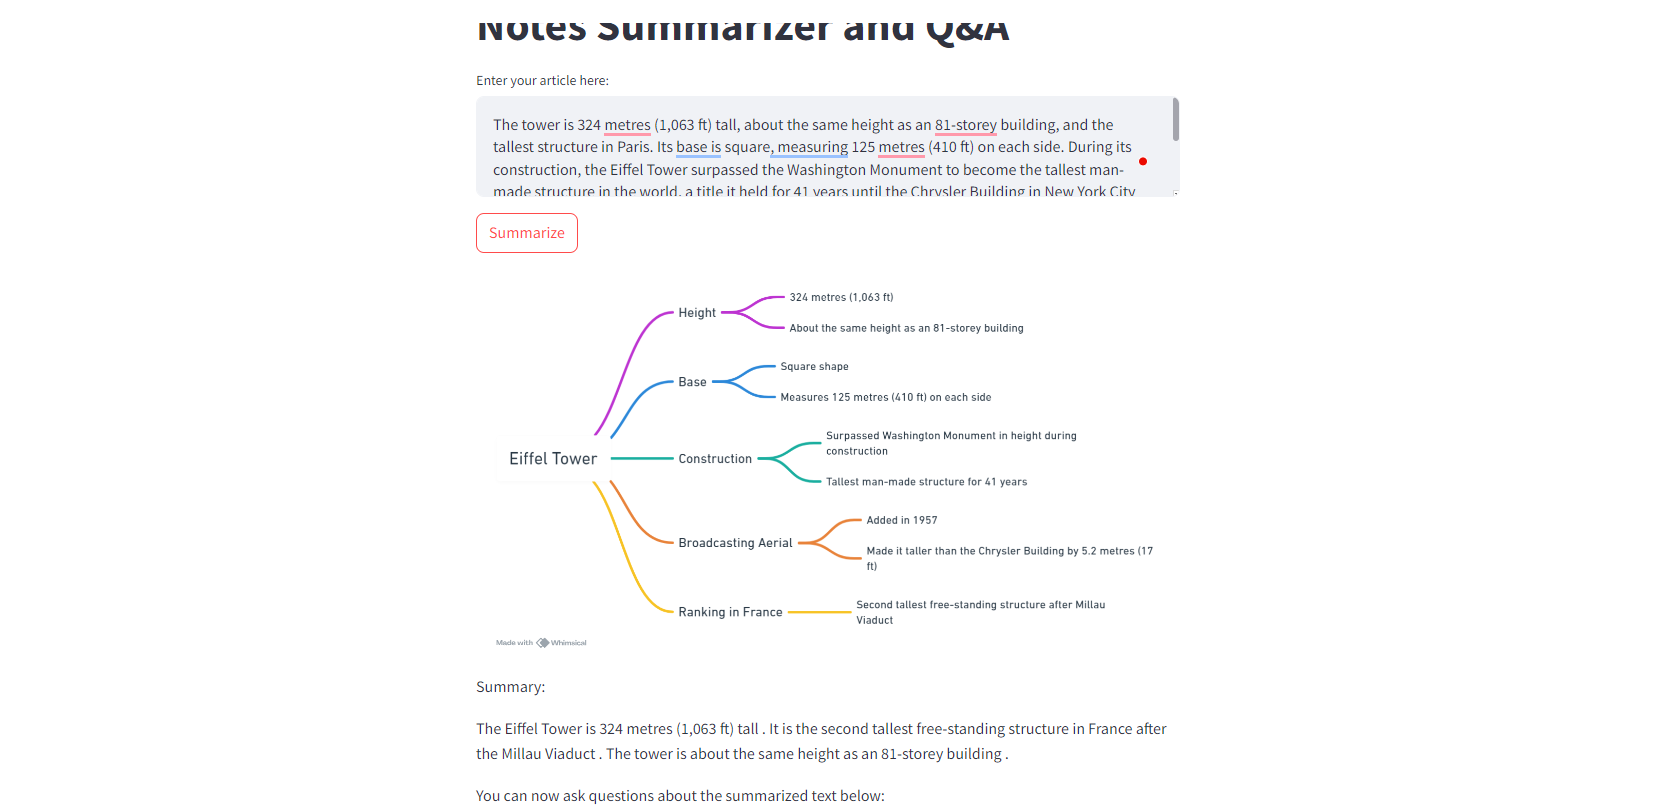 Notes Summarizer and Q&A
Enter your article here:
The tower is 324 metres (1,063 ft) tall, about the same height as an 81-storey building, and the
tallest structure in Paris. Its base is square, measuring 125 metres (410 ft) on each side. During its
construction, the Eiffel Tower surpassed the Washington Monument to become the tallest man-
made structure in the world, a title it held for 41 years until the Chrysler Building in New York City
Summarize
Eiffel Tower
Height
324 metres (1,063 ft)
About the same height as an 81-storey building
Base
Square shape
Measures 125 metres (410 ft) on each side
Construction
Surpassed Washington Monument in height during
construction
Tallest man-made structure for 41 years
Broadcasting Aerial
Added in 1957
Made it taller than the Chrysler Building by 5.2 metres (17
ft)
Ranking in France
Second tallest free-standing structure after Millau
Viaduct
Made with Whimsical
Summary:
The Eiffel Tower is 324 metres (1,063 ft) tall . It is the second tallest free-standing structure in France after
the Millau Viaduct . The tower is about the same height as an 81-storey building .
You can now ask questions about the summarized text below: